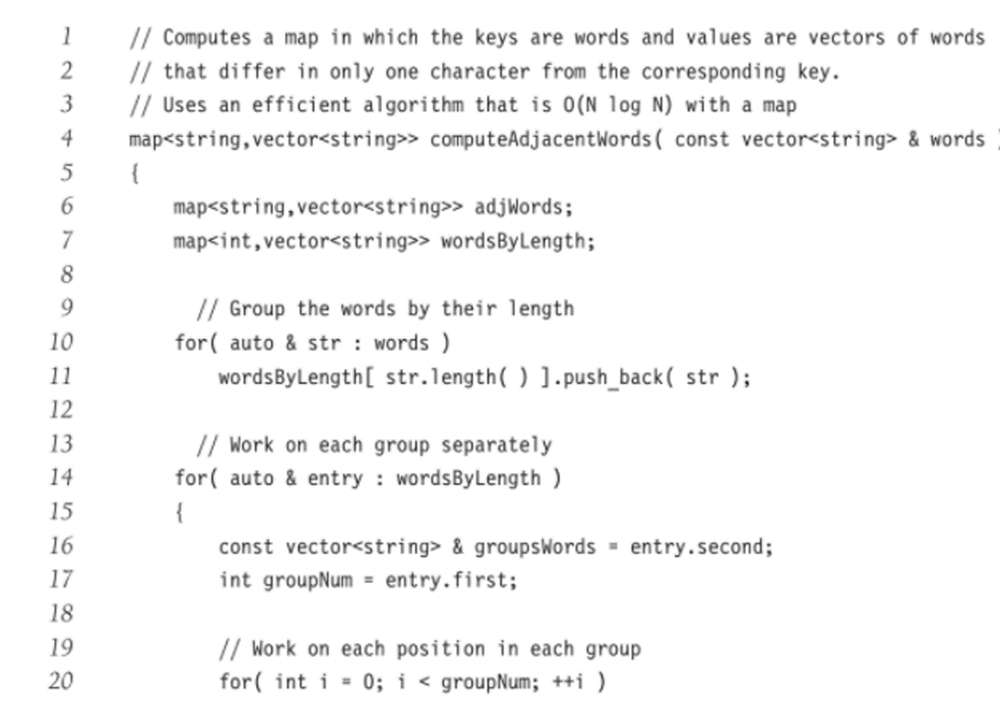 1 // Computes a map in which the keys are words and values are vectors of words
2 // that differ in only one character from the corresponding key.
3 // Uses an efficient algorithm that is O(N log N) with a map
4 map<string,vector<string>> computeAdjacentWords( const vector<string> & words )
5 {
6 map<string,vector<string>> adjWords;
7 map<int,vector<string>> wordsByLength;
8
9 // Group the words by their length
10 for( auto & str : words )
11 wordsByLength[ str.length( ) ].push_back( str );
12
13 // Work on each group separately
14 for( auto & entry : wordsByLength )
15 {
16 const vector<string> & groupsWords = entry.second;
17 int groupNum = entry.first;
18
19 // Work on each position in each group
20 for( int i = 0; i < groupNum; ++i )